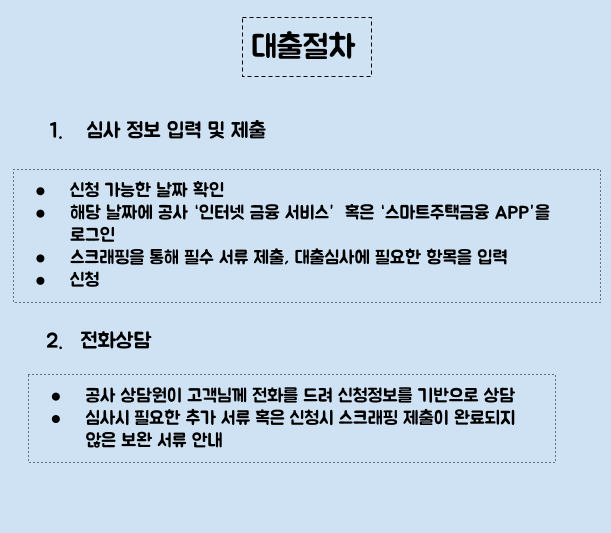 대출절차
1. 심사 정보 입력 및 제출
● 신청 가능한 날짜 확인
● 해당 날짜에 공사 '인터넷 금융 서비스' 혹은 '스마트주택금융 APP'을
로그인
● 스크래핑을 통해 필수 서류 제출, 대출심사에 필요한 항목을 입력
● 신청
2. 전화상담
● 공사 상담원이 고객님께 전화를 드려 신청정보를 기반으로 상담
● 심사시 필요한 추가 서류 혹은 신청시 스크래핑 제출이 완료되지
않은 보완 서류 안내